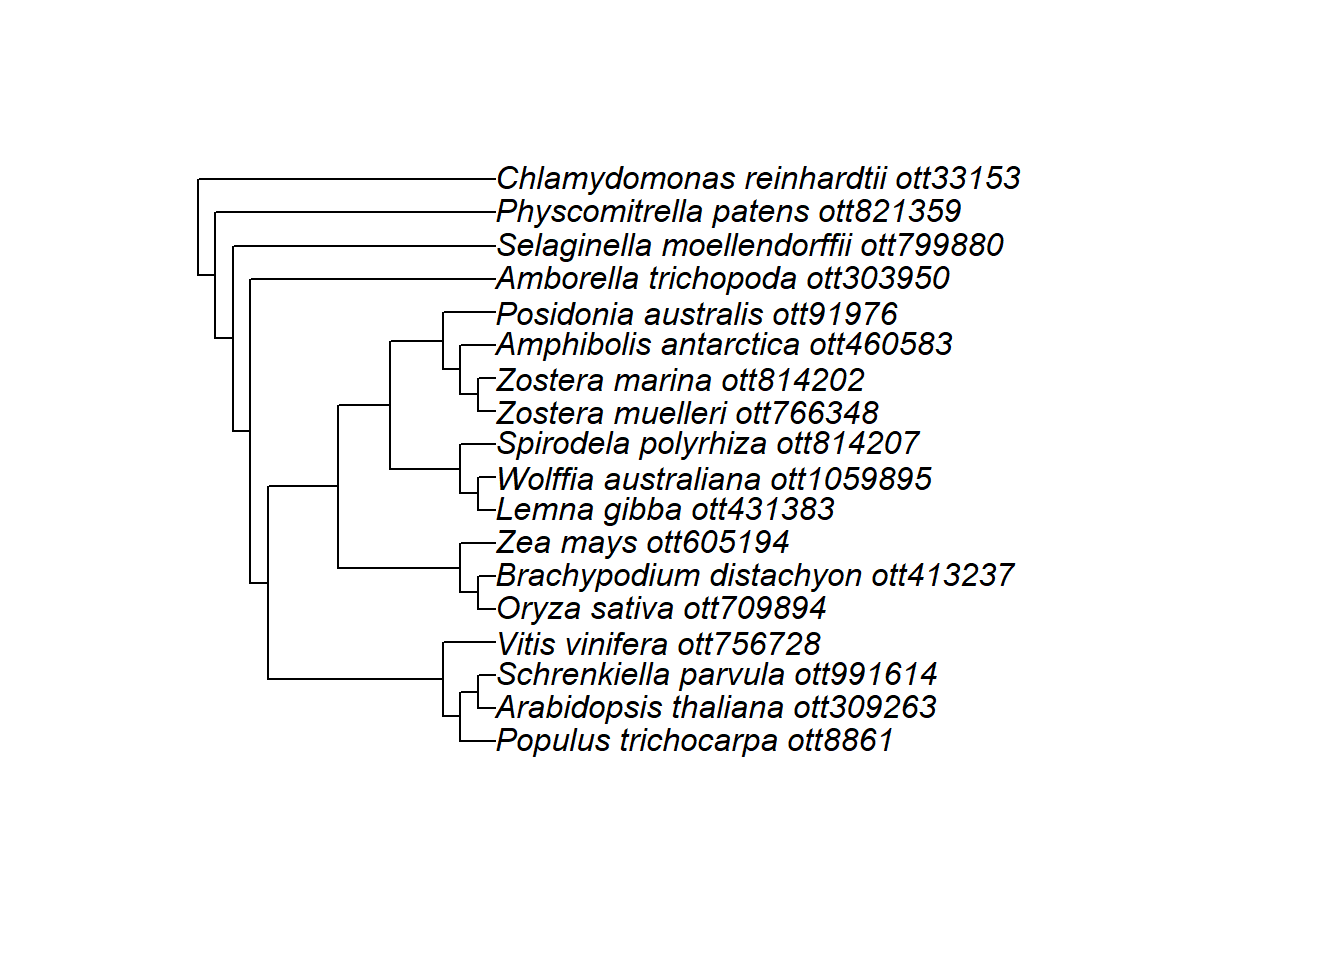 Chlamydomonas reinhardtii ott33153
Physcomitrella patens ott821359
Selaginella moellendorffii ott799880
Amborella trichopoda ott303950
Posidonia australis ott91976
Amphibolis antarctica ott460583
Zostera marina ott814202
Zostera muelleri ott766348
Spirodela polyrhiza ott814207
Wolffia australiana ott1059895
Lemna gibba ott431383
Zea mays ott605194
Brachypodium distachyon ott413237
Oryza sativa ott709894
Vitis vinifera ott756728
Schrenkiella parvula ott991614
Arabidopsis thaliana ott309263
Populus trichocarpa ott8861